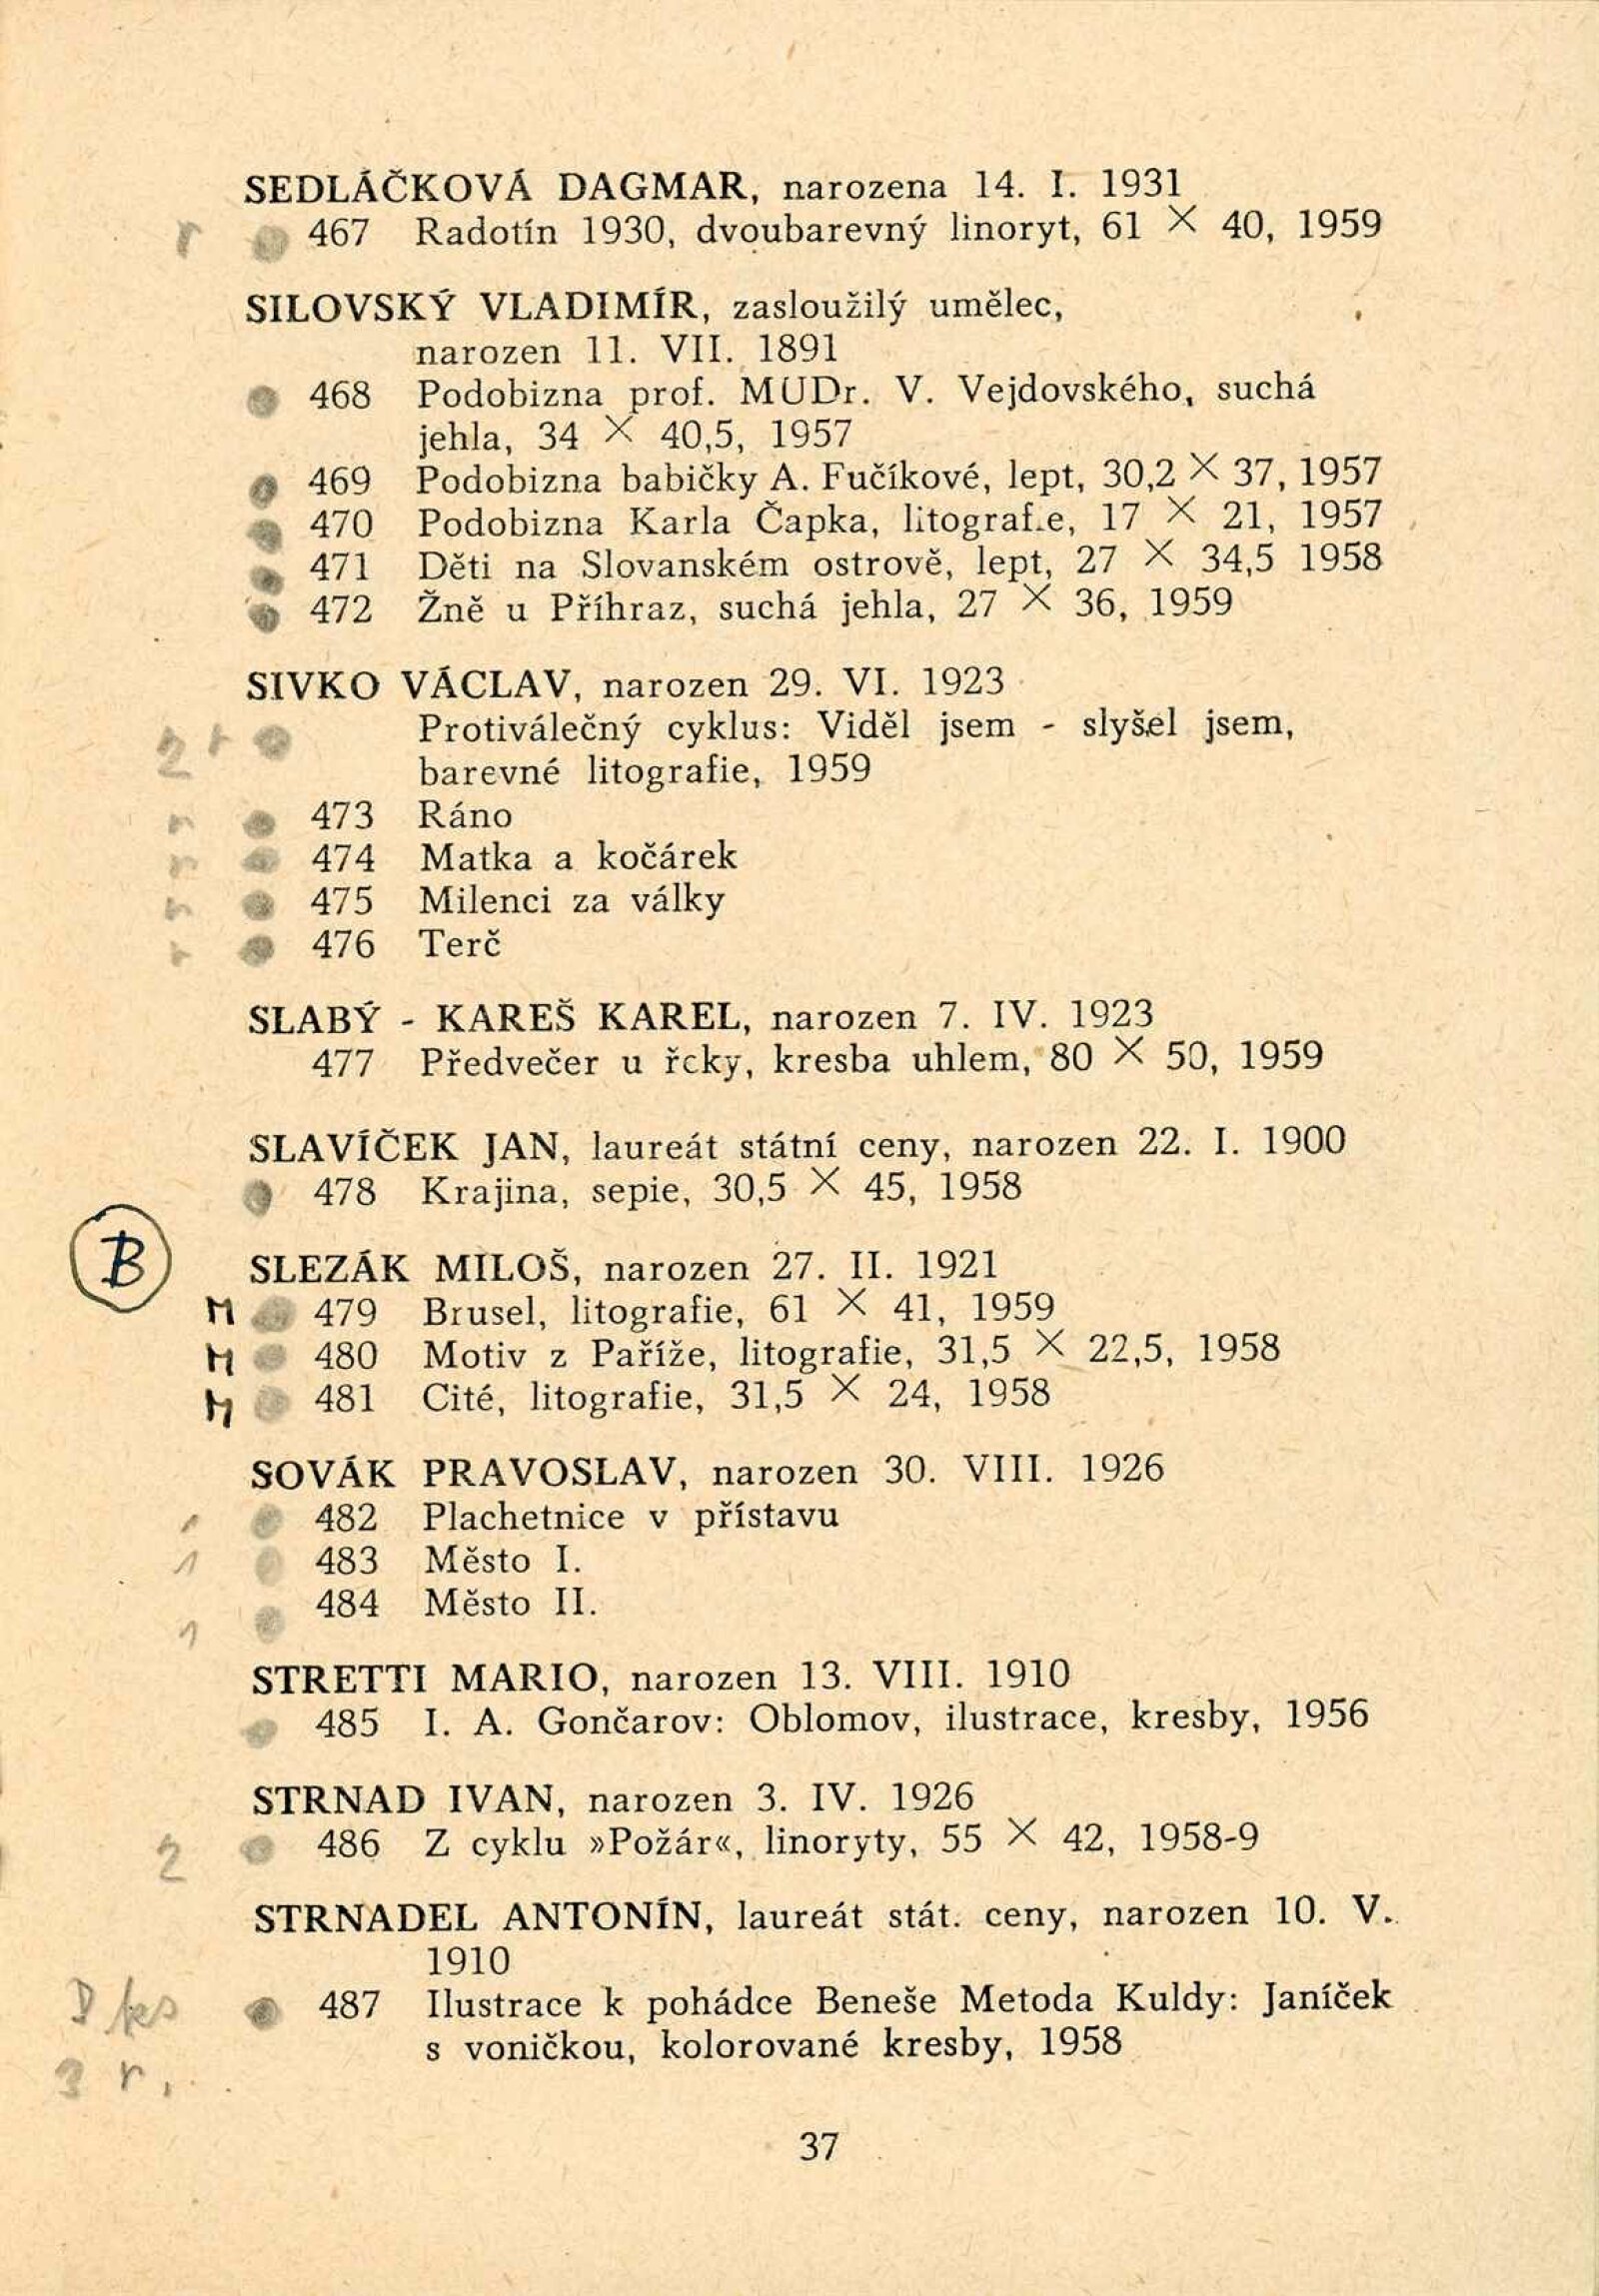 SEDLÁČKOVÁ DAGMAR, narozena 14. I. 1931
r 467 Radotín 1930, dvoubarevný linoryt, 61 × 40, 1959
SILOVSKÝ VLADIMÍR, zasloužilý umělec,
narozen 11. VII. 1891
468 Podobizna prof. MUDr. V. Vejdovského, suchá
jehla, 34 × 40,5, 1957
469 Podobizna babičky A. Fučíkové, lept, 30,2 × 37, 1957
470 Podobizna Karla Čapka, litograf.e, 17 × 21, 1957
471 Děti na Slovanském ostrově, lept, 27 × 34,5 1958
472 Žně u Příhraz, suchá jehla, 27 × 36, 1959
SIVKO VÁCLAV, narozen 29. VI. 1923
2 r Protiválečný cyklus: Viděl jsem - slyšel jsem,
barevné litografie, 1959
r 473 Ráno
r 474 Matka a kočárek
r 475 Milenci za války
r 476 Terč
SLABÝ - KAREŠ KAREL, narozen 7. IV. 1923
477 Předvečer u řcky, kresba uhlem, 80 × 50, 1959
SLAVÍČEK JAN, laureát státní ceny, narozen 22. I. 1900
478 Krajina, sepie, 30,5 × 45, 1958
B
SLEZÁK MILOŠ, narozen 27. II. 1921
M 479 Brusel, litografie, 61 × 41, 1959
M 480 Motiv z Paříže, litografie, 31,5 × 22,5, 1958
M 481 Cité, litografie, 31,5 × 24, 1958
SOVÁK PRAVOSLAV, narozen 30. VIII. 1926
482 Plachetnice v přístavu
1 483 Město I.
1 484 Město II.
STRETTI MARIO, narozen 13. VIII. 1910
485 I. A. Gončarov: Oblomov, ilustrace, kresby, 1956
STRNAD IVAN, narozen 3. IV. 1926
2 486 Z cyklu »Požár«, linoryty, 55 × 42, 1958-9
STRNADEL ANTONÍN, laureát stát. ceny, narozen 10. V.
1910
487 Ilustrace k pohádce Beneše Metoda Kuldy: Janíček
s voničkou, kolorované kresby, 1958
3 r.
37